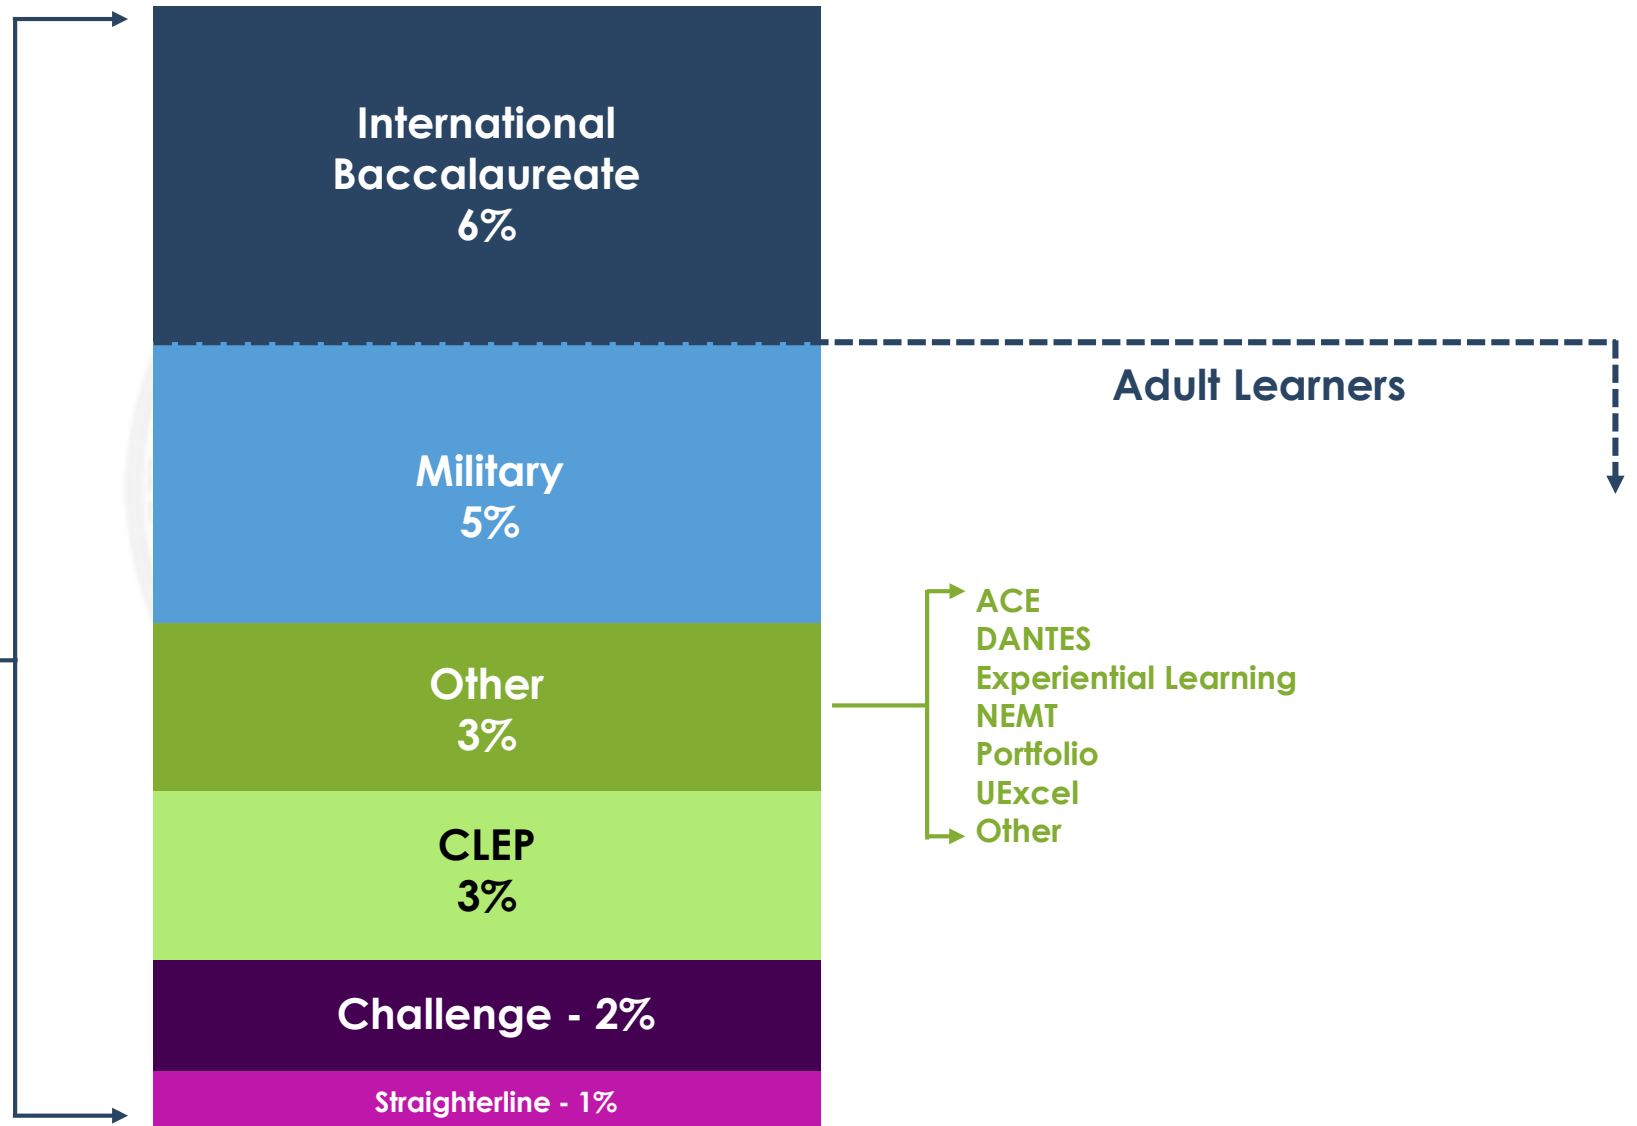 International
Baccalaureate
6%
Adult Learners
Military
5%
ACE
DANTES
Experiential Learning
NEMT
Portfolio
UExcel
Other
Other
3%
CLEP
3%
Challenge - 2%
Straighterline - 1%